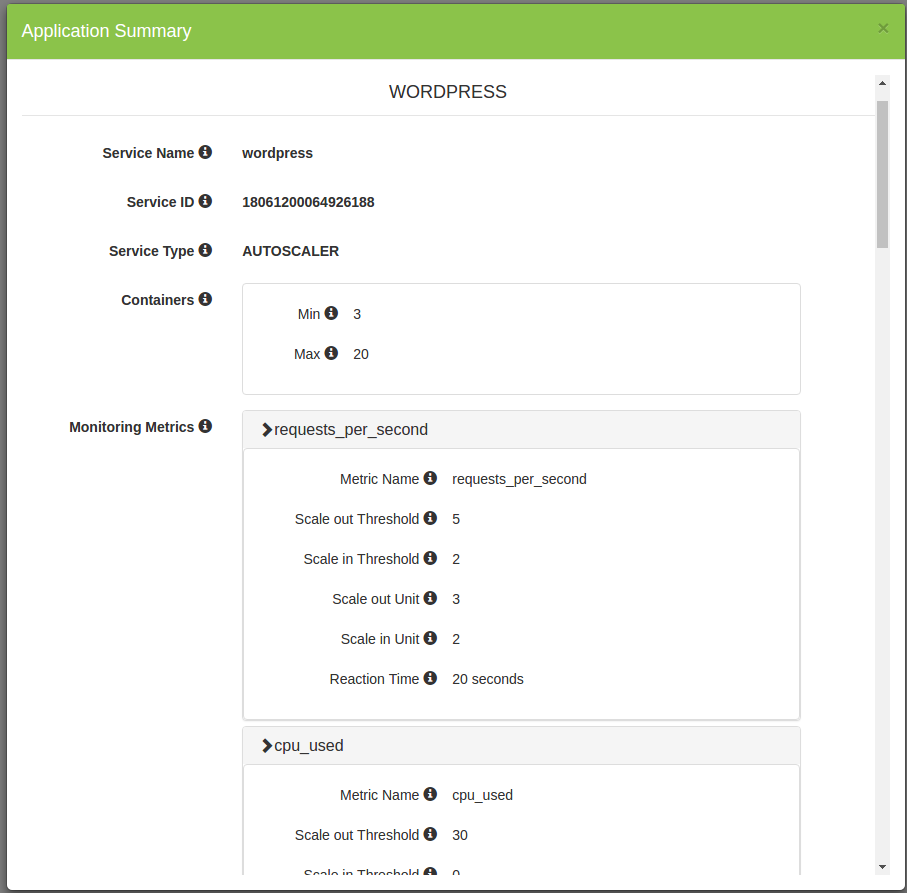 Application Summary
×
WORDPRESS
Service Name wordpress
Service ID 18061200064926188
Service Type AUTOSCALER
Containers
Min 3
Max 20
Monitoring Metrics
requests_per_second
Metric Name requests_per_second
Scale out Threshold 5
Scale in Threshold 2
Scale out Unit 3
Scale in Unit 2
Reaction Time 20 seconds
cpu_used
Metric Name cpu_used
Scale out Threshold 30
Scale in Threshold